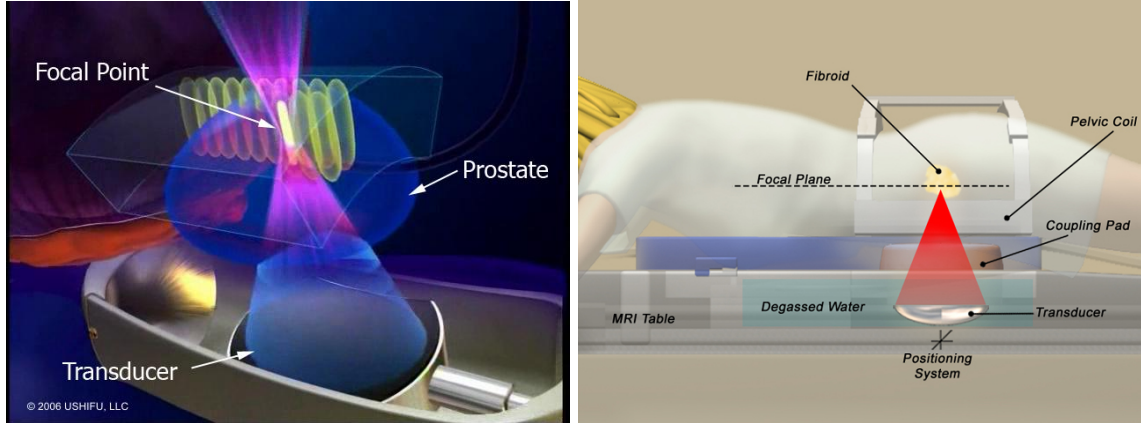 Focal Point
Prostate
Transducer
© 2006 USHIFU, LLC
Fibroid
Pelvic Coil
Focal Plane
Coupling Pad
Degassed Water
MRI Table
Transducer
Positioning
System